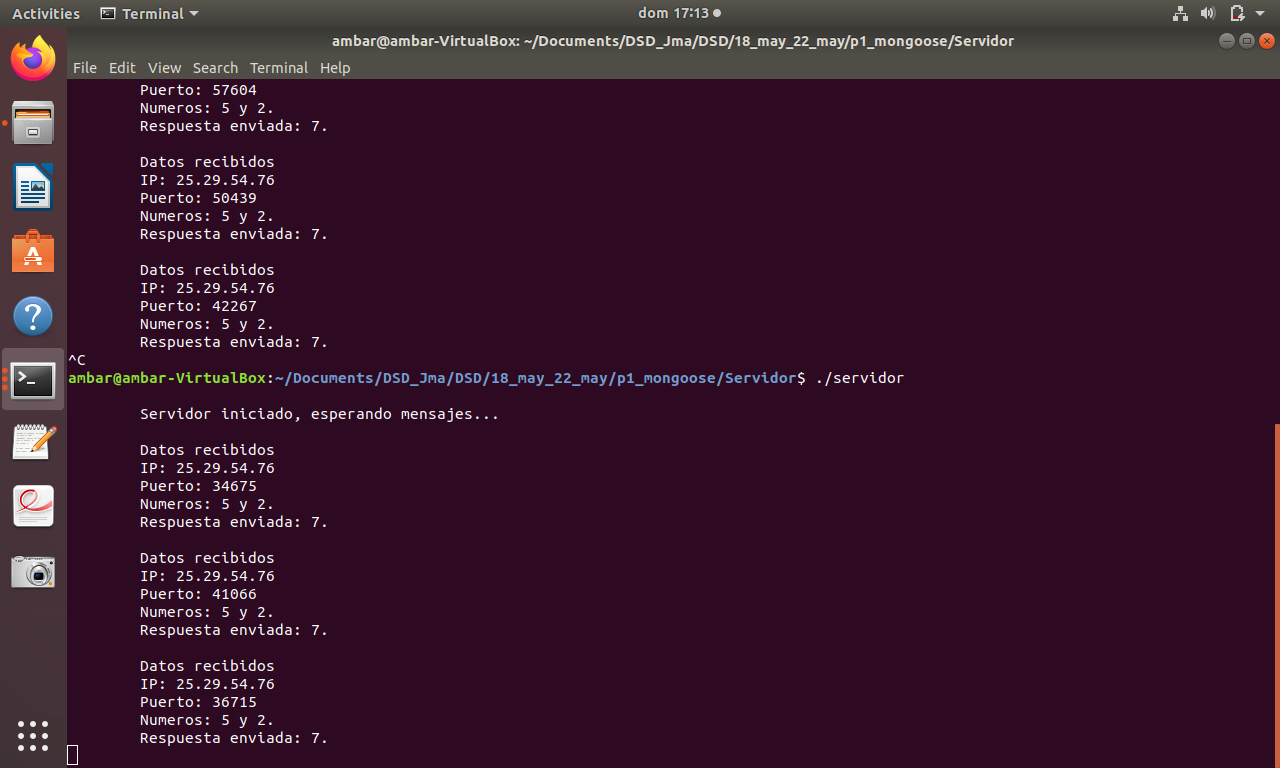 Activities
Terminal
dom 17:13
ambar@ambar-VirtualBox: ~/Documents/DSD_Jma/DSD/18_may_22_may/p1_mongoose/Servidor
File Edit View Search Terminal Help
Puerto: 57604
Numeros: 5 y 2.
Respuesta enviada: 7.
Datos recibidos
IP: 25.29.54.76
Puerto: 50439
Numeros: 5 y 2.
Respuesta enviada: 7.
Datos recibidos
IP: 25.29.54.76
Puerto: 42267
Numeros: 5 y 2.
Respuesta enviada: 7.
^C
ambar@ambar-VirtualBox:~/Documents/DSD_Jma/DSD/18_may_22_may/p1_mongoose/Servidor$ ./servidor
Servidor iniciado, esperando mensajes...
Datos recibidos
IP: 25.29.54.76
Puerto: 34675
Numeros: 5 y 2.
Respuesta enviada: 7.
Datos recibidos
IP: 25.29.54.76
Puerto: 41066
Numeros: 5 y 2.
Respuesta enviada: 7.
Datos recibidos
IP: 25.29.54.76
Puerto: 36715
Numeros: 5 y 2.
Respuesta enviada: 7.